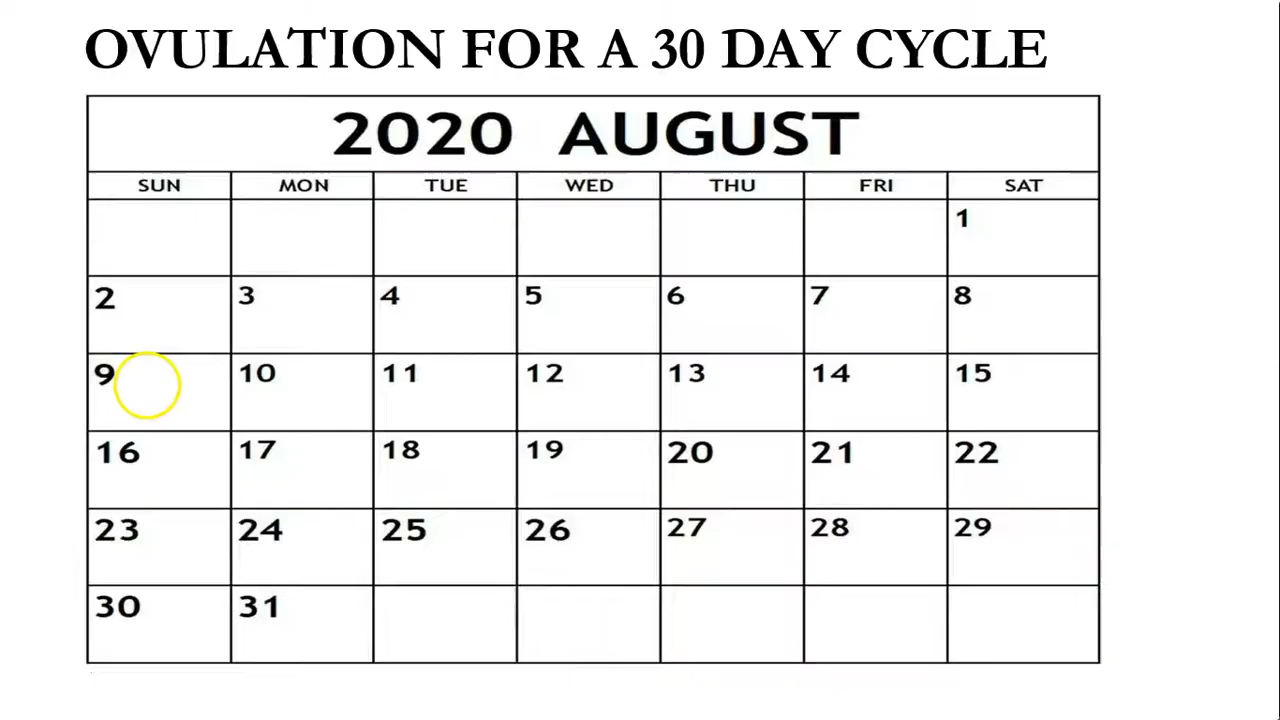 OVULATION FOR A 30 DAY CYCLE
2020 AUGUST
SUN MON TUE WED THU FRI SAT
1
2 3 4 5 6 7 8
9 10 11 12 13 14 15
16 17 18 19 20 21 22
23 24 25 26 27 28 29
30 31